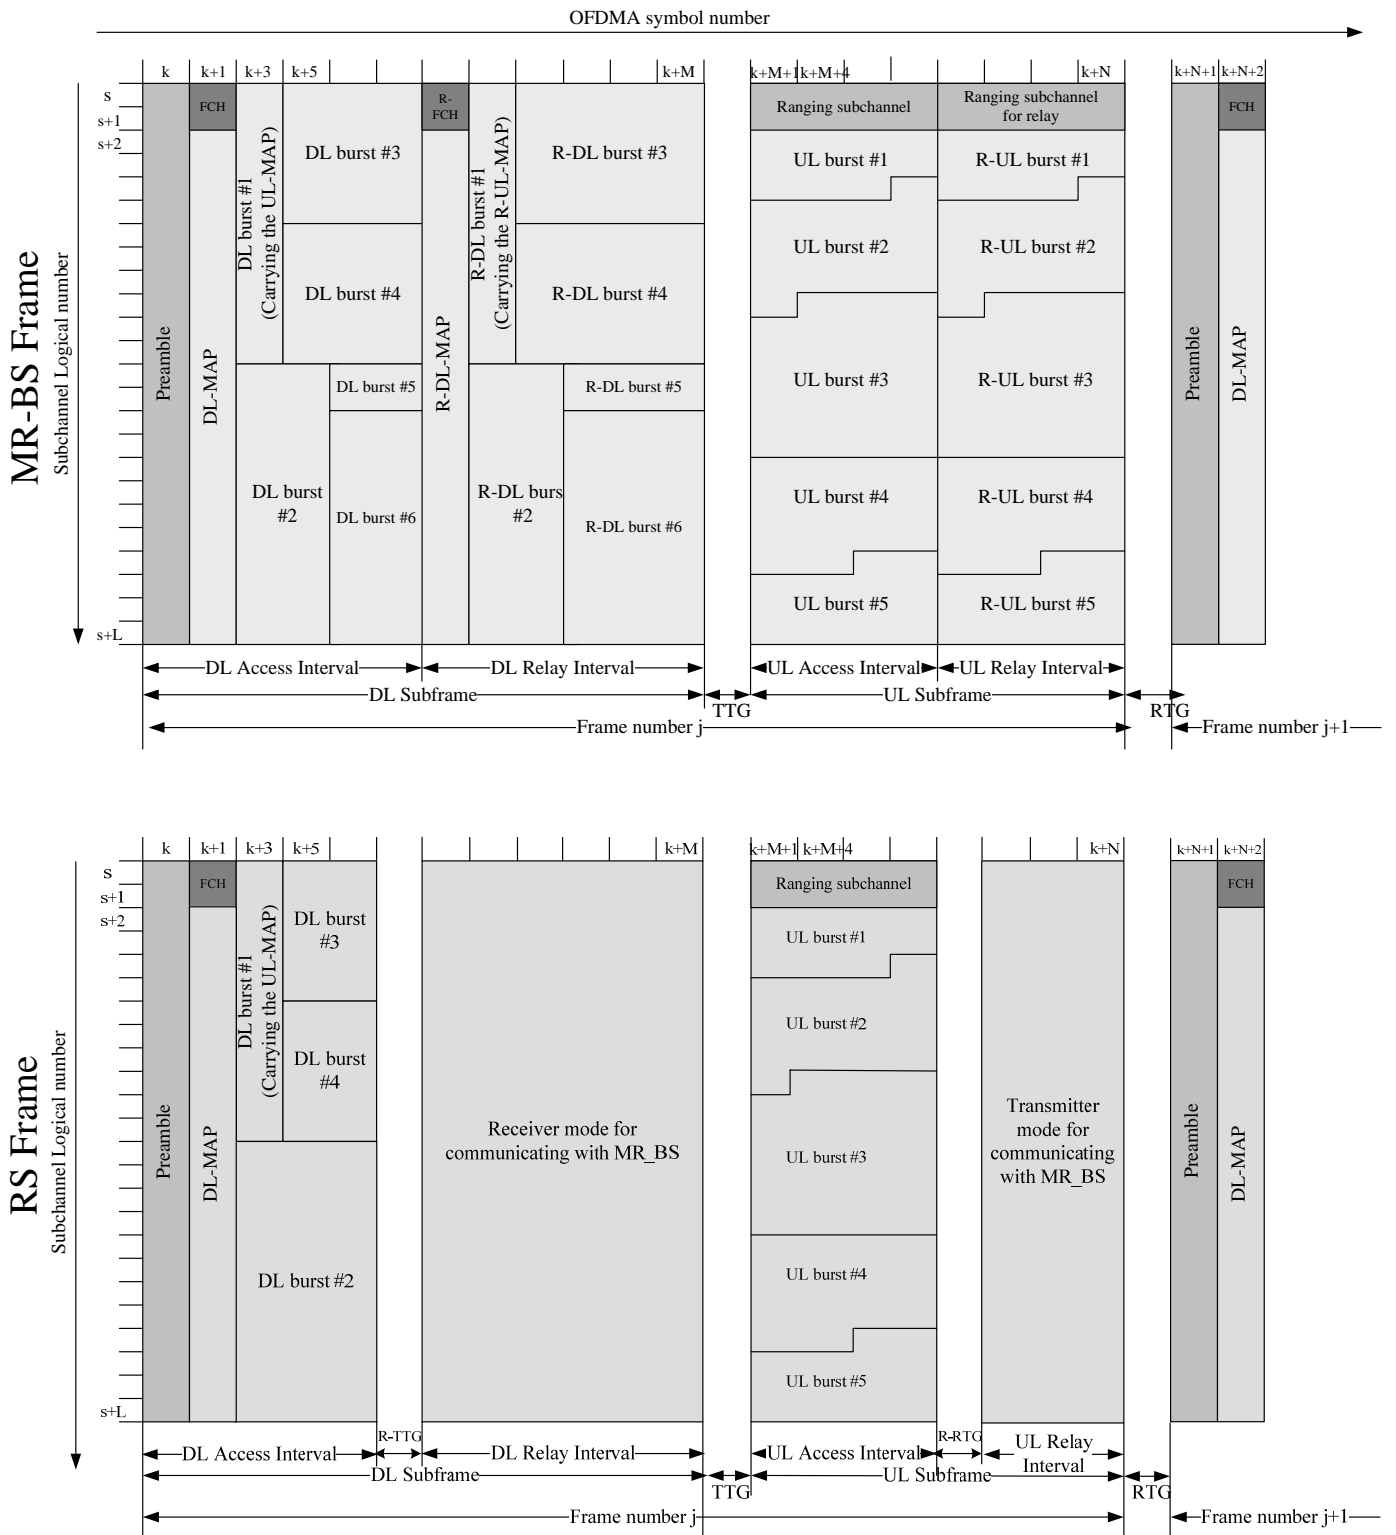 OFDMA symbol number
k k+1 k+3 k+5 k+M k+M+1 k+M+4 k+N k+N+1 k+N+2
s
s+1
s+2
s+L
MR-BS Frame
Subchannel Logical number
Preamble
FCH
DL-MAP
DL burst #1
(Carrying the UL-MAP)
DL burst #3
DL burst #4
DL burst
#2
DL burst #5
DL burst #6
R-
FCH
R-DL-MAP
R-DL burst #1
(Carrying the R-UL-MAP)
R-DL burst #3
R-DL burst #4
R-DL burs
#2
R-DL burst #5
R-DL burst #6
Ranging subchannel
UL burst #1
UL burst #2
UL burst #3
UL burst #4
UL burst #5
Ranging subchannel
for relay
R-UL burst #1
R-UL burst #2
R-UL burst #3
R-UL burst #4
R-UL burst #5
Preamble
FCH
DL-MAP
DL Access Interval DL Relay Interval UL Access Interval UL Relay Interval
DL Subframe TTG UL Subframe RTG
Frame number j Frame number j+1
k k+1 k+3 k+5 k+M k+M+1 k+M+4 k+N k+N+1 k+N+2
s
s+1
s+2
s+L
RS Frame
Subchannel Logical number
Preamble
FCH
DL-MAP
DL burst #1
(Carrying the UL-MAP)
DL burst
#3
DL burst
#4
DL burst #2
Receiver mode for
communicating with MR_BS
Ranging subchannel
UL burst #1
UL burst #2
UL burst #3
UL burst #4
UL burst #5
Transmitter
mode for
communicating
with MR_BS
Preamble
FCH
DL-MAP
DL Access Interval R-TTG DL Relay Interval UL Access Interval R-RTG UL Relay
Interval
DL Subframe TTG UL Subframe RTG
Frame number j Frame number j+1